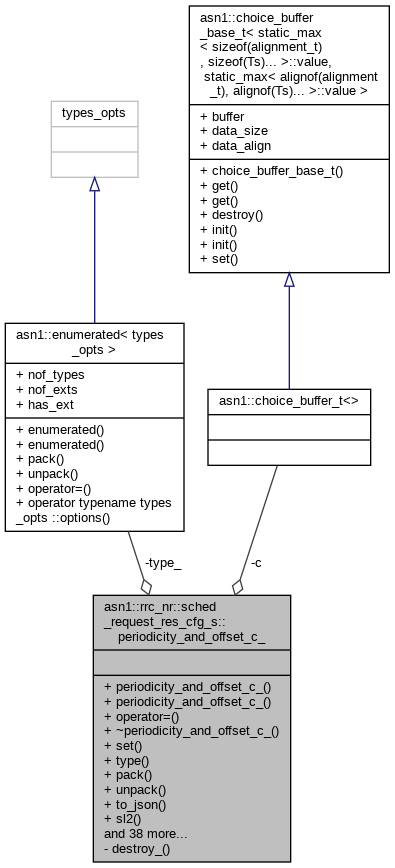 asn1::choice_buffer
_base_t< static_max
< sizeof(alignment_t)
, sizeof(Ts)... >::value,
static_max< alignof(alignment
_t), alignof(Ts)... >::value >
+ buffer
+ data_size
+ data_align
+ choice_buffer_base_t()
+ get()
+ get()
+ destroy()
+ init()
+ init()
+ set()
types_opts
asn1::enumerated< types
_opts >
+ nof_types
+ nof_exts
+ has_ext
+ enumerated()
+ enumerated()
+ pack()
+ unpack()
+ operator=()
+ operator typename types
_opts ::options()
asn1::choice_buffer_t<>
-type_
-c
asn1::rrc_nr::sched
_request_res_cfg_s::
periodicity_and_offset_c_
+ periodicity_and_offset_c_()
+ periodicity_and_offset_c_()
+ operator=()
+ ~periodicity_and_offset_c_()
+ set()
+ type()
+ pack()
+ unpack()
+ to_json()
+ sl2()
and 38 more...
- destroy_()